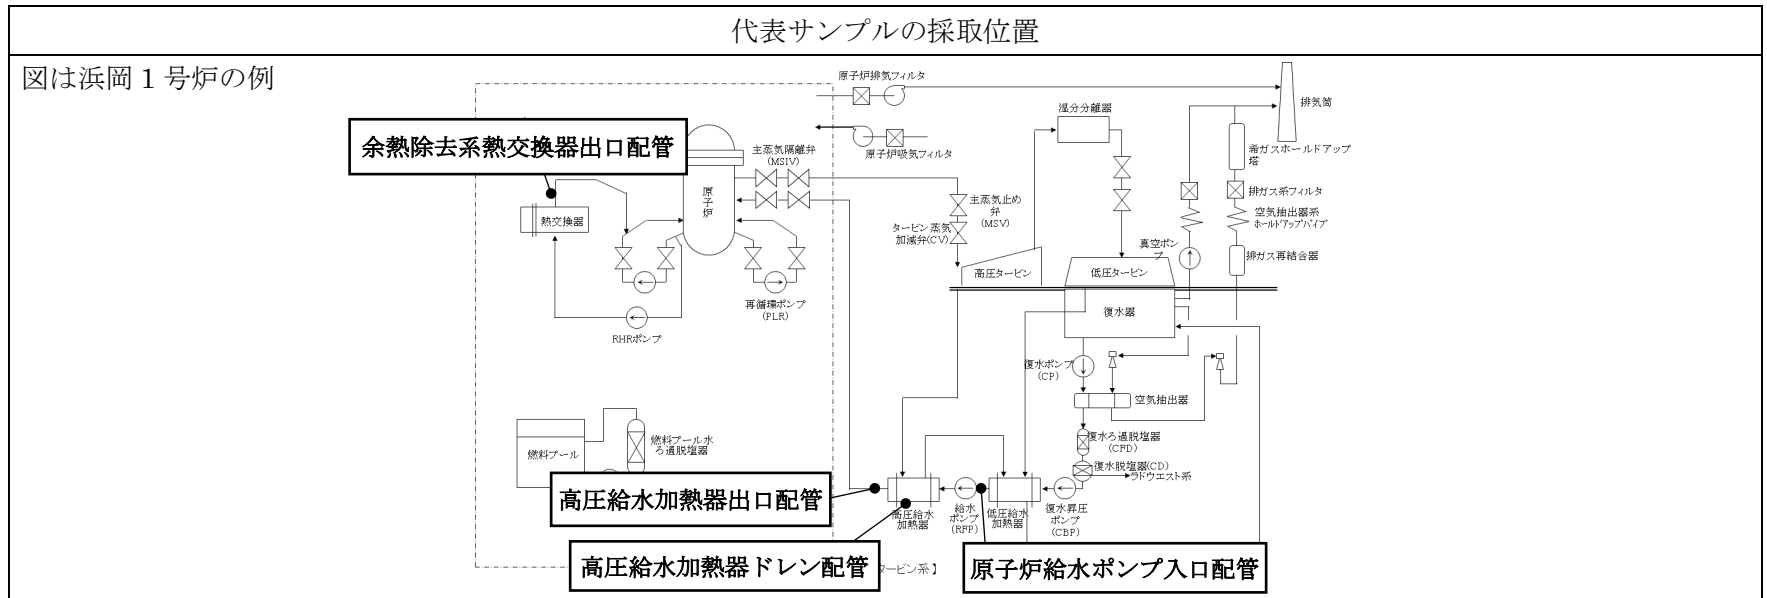 代表サンプルの採取位置
図は浜岡1号炉の例
原子炉排気フィルタ
排気筒
湿分分離器
余熱除去系熱交換器出口配管
主蒸気隔離弁
(MSIV)
原子炉吸気フィルタ
希ガスホールドアップ
塔
原
子
炉
熱交換器
主蒸気止め
弁
(MSV)
排ガス系フィルタ
タービン蒸気
加減弁(CV)
空気抽出器系
ホールドアップパイプ
真空ポン
プ
排ガス再結合器
高圧タービン
低圧タービン
再循環ポンプ
(PLR)
復水器
RHRポンプ
復水ポンプ
(CP)
空気抽出器
燃料プール
燃料プール水
ろ過脱塩器
復水ろ過脱塩器
(CFD)
復水脱塩器(CD)
ラドウエスト系
高圧給水加熱器出口配管
高圧給水
加熱器
給水
ポンプ
(RFP)
低圧給水
加熱器
復水昇圧
ポンプ
(CBP)
高圧給水加熱器ドレン配管
タービン系】
原子炉給水ポンプ入口配管